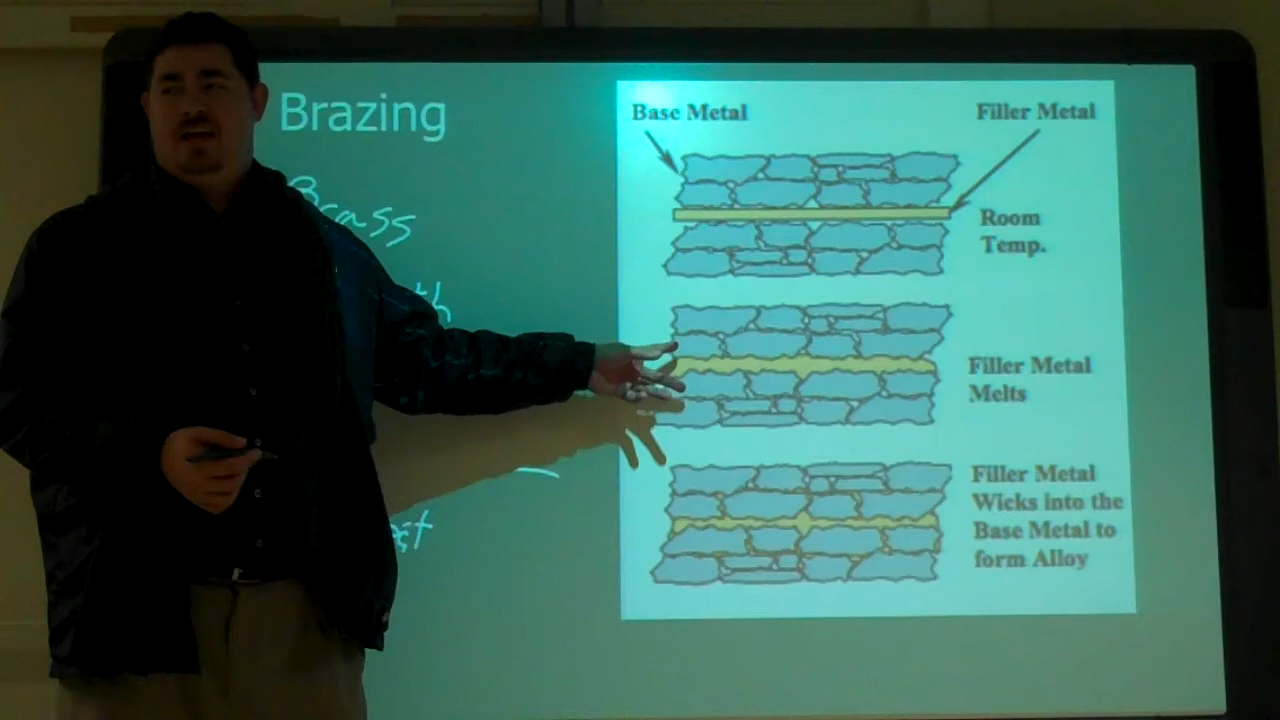 Brazing
Brass
Base Metal
Filler Metal
Room
Temp.
Filler Metal
Melts
Filler Metal
Wicks into the
Base Metal to
form Alloy